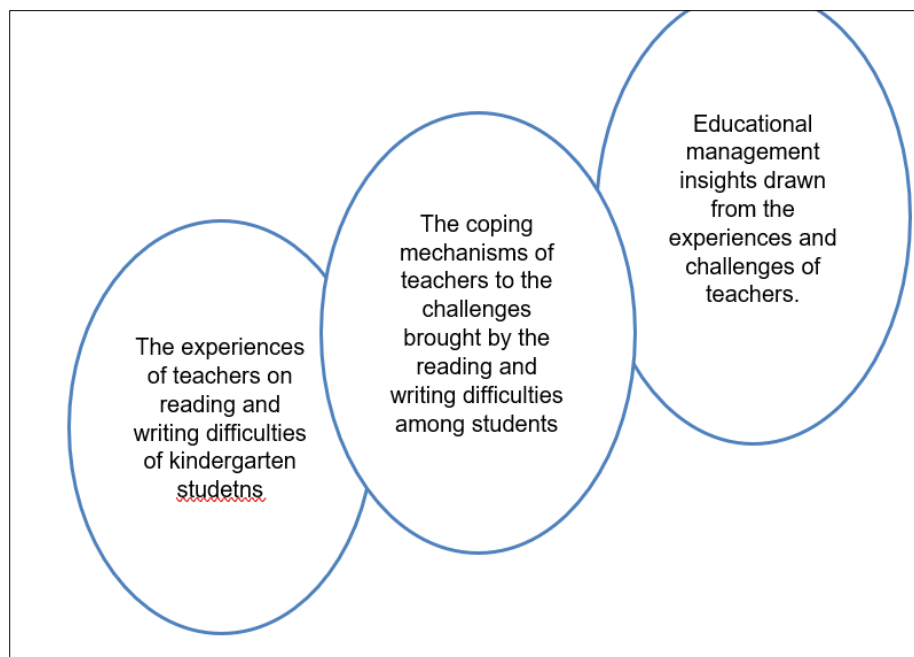 The experiences
of teachers on
reading and
writing difficulties
of kindergarten
studetns
The coping
mechanisms of
teachers to the
challenges
brought by the
reading and
writing difficulties
among students
Educational
management
insights drawn
from the
experiences and
challenges of
teachers.